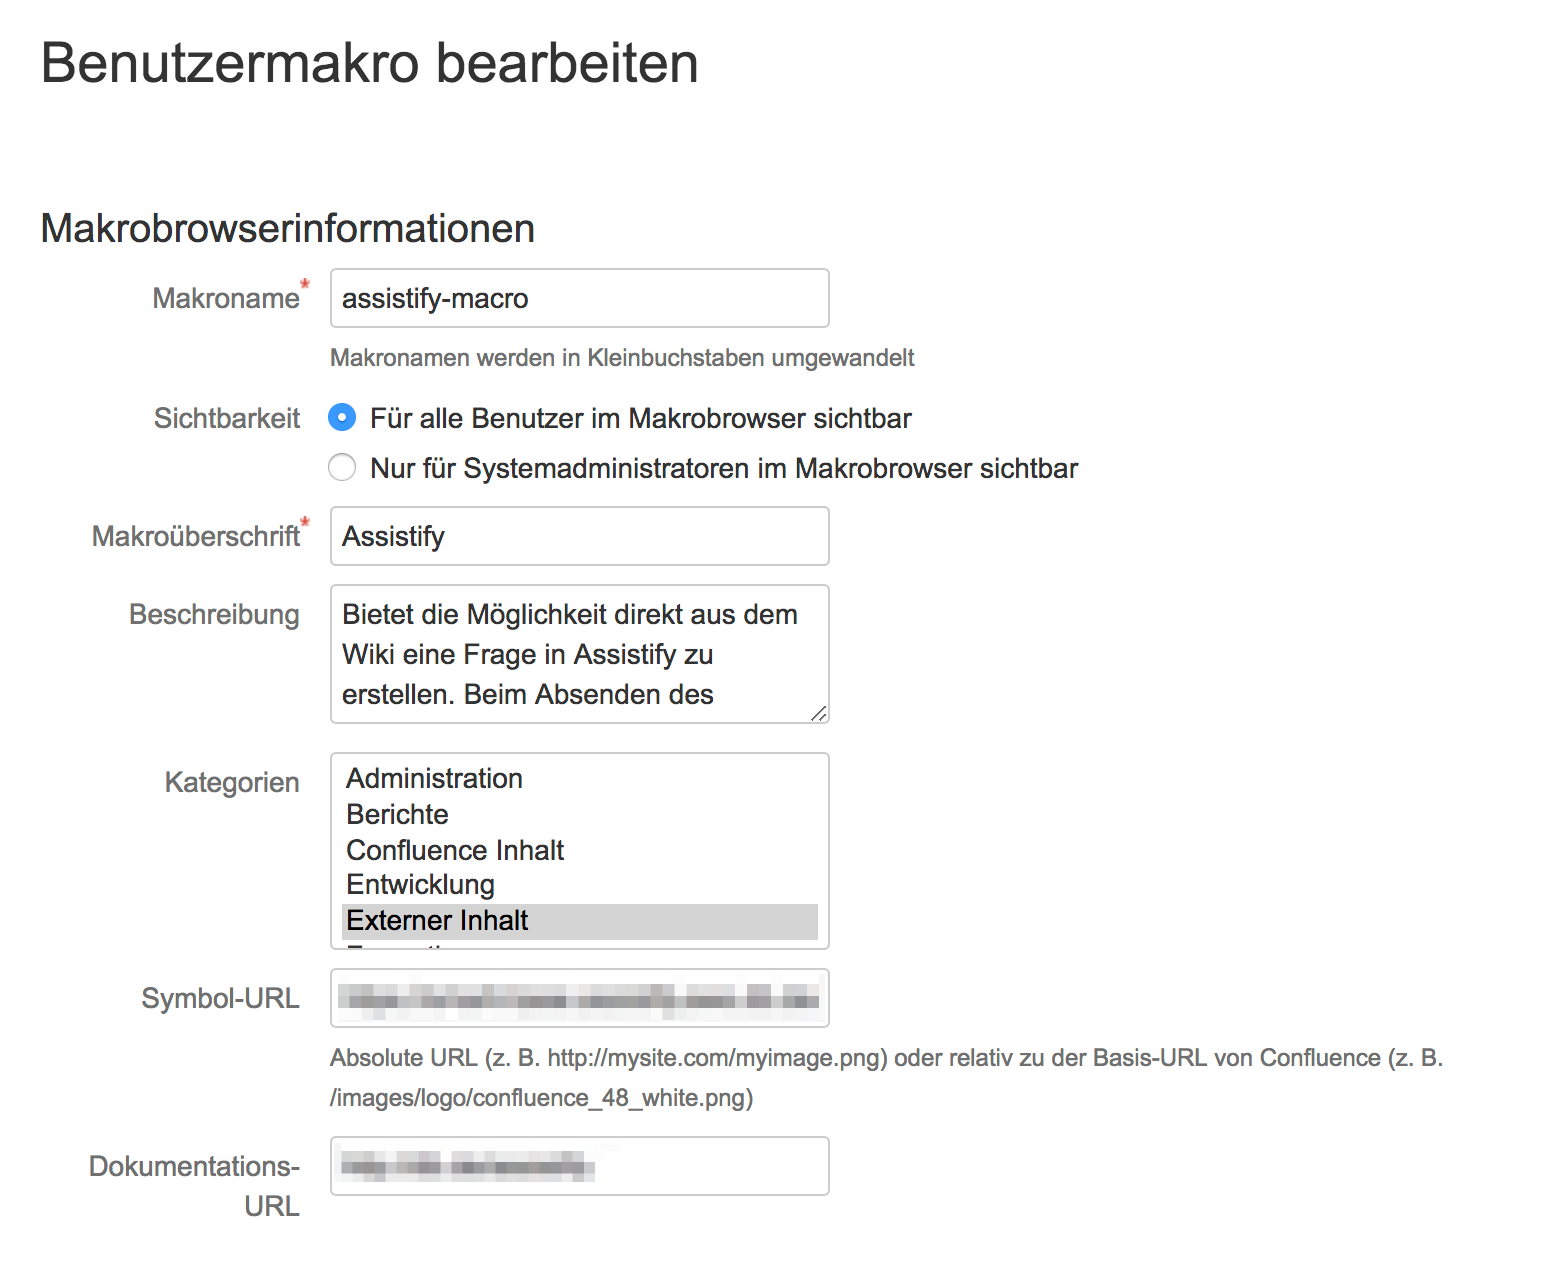 Benutzermakro bearbeiten
Makrobrowserinformationen
Makroname*
assistify-macro
Makronamen werden in Kleinbuchstaben umgewandelt
Sichtbarkeit
Für alle Benutzer im Makrobrowser sichtbar
Nur für Systemadministratoren im Makrobrowser sichtbar
Makroüberschrift*
Assistify
Beschreibung
Bietet die Möglichkeit direkt aus dem
Wiki eine Frage in Assistify zu
erstellen. Beim Absenden des
Kategorien
Administration
Berichte
Confluence Inhalt
Entwicklung
Externer Inhalt
Symbol-URL
Absolute URL (z. B. http://mysite.com/myimage.png) oder relativ zu der Basis-URL von Confluence (z. B.
/images/logo/confluence_48_white.png)
Dokumentations-
URL